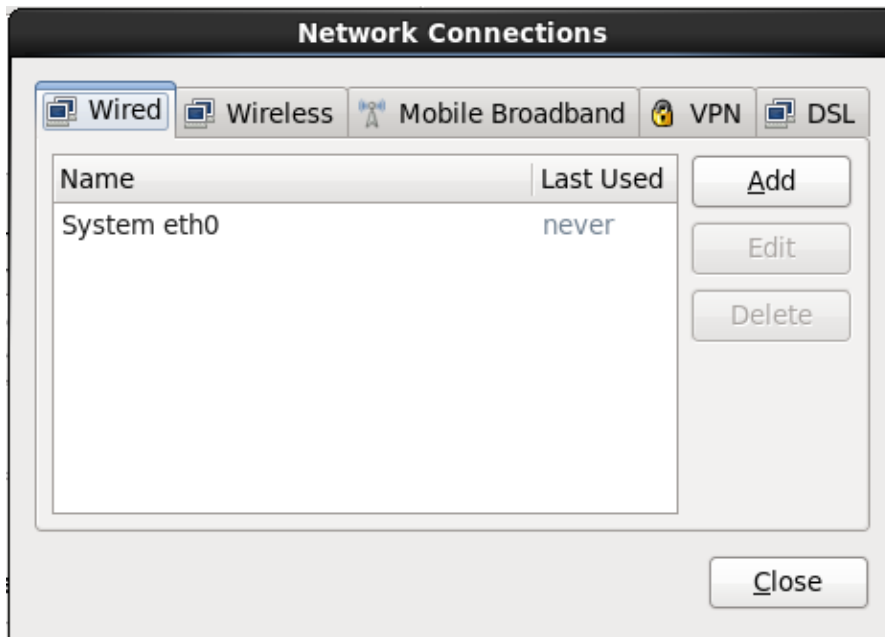 Network Connections
Wired Wireless Mobile Broadband VPN DSL
Name Last Used Add
System eth0 never
Edit
Delete
Close